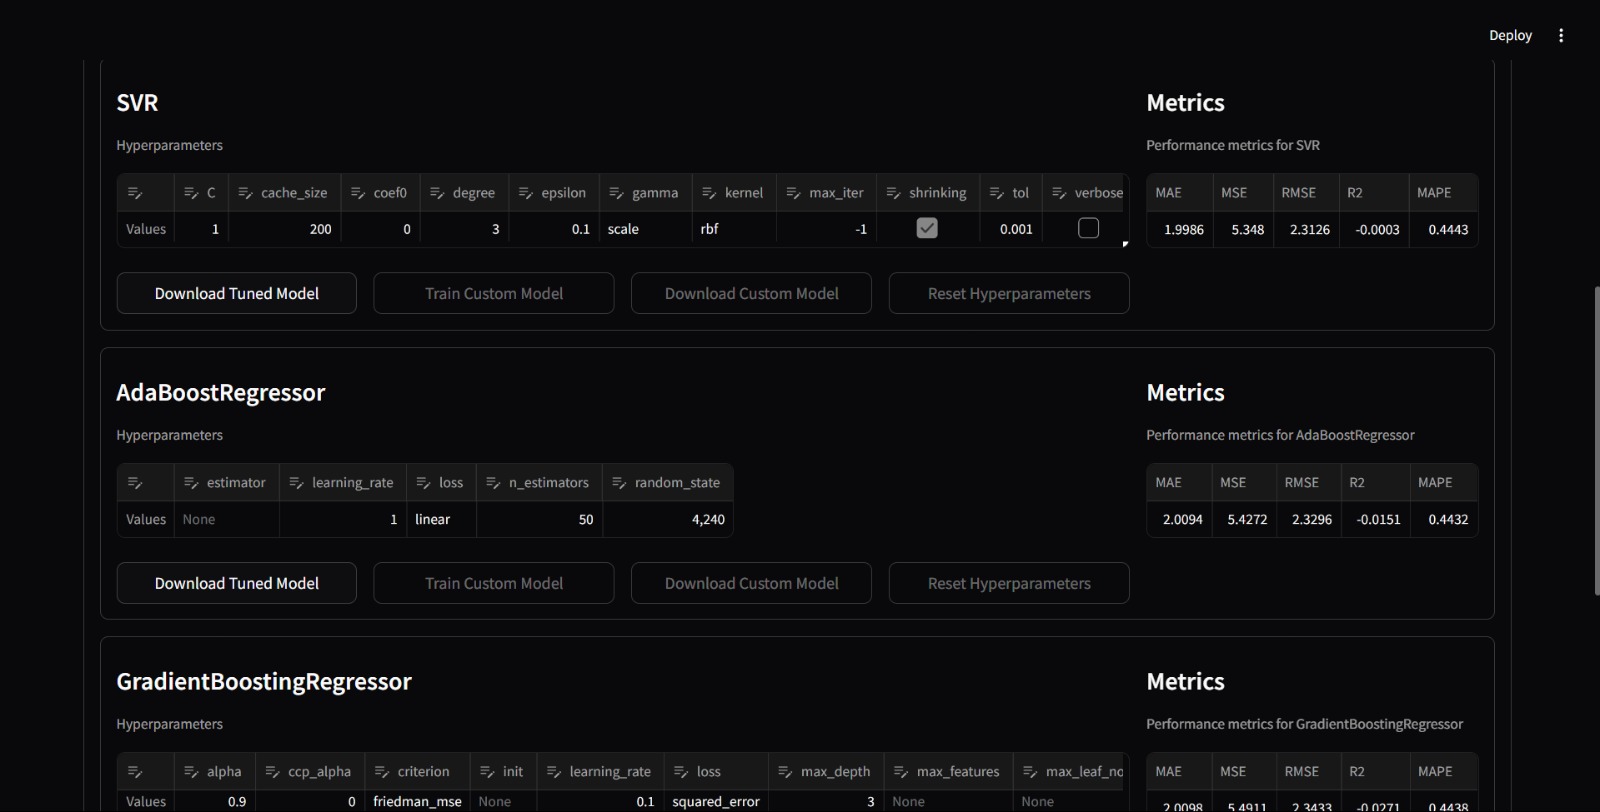 Deploy
SVR
Hyperparameters
C cache_size coef0 degree epsilon gamma kernel max_iter shrinking tol verbose
Values 1 200 0 3 0.1 scale rbf -1 0.001
Download Tuned Model Train Custom Model Download Custom Model Reset Hyperparameters
Metrics
Performance metrics for SVR
MAE MSE RMSE R2 MAPE
1.9986 5.348 2.3126 -0.0003 0.4443
AdaBoostRegressor
Hyperparameters
estimator learning_rate loss n_estimators random_state
Values None 1 linear 50 4,240
Download Tuned Model Train Custom Model Download Custom Model Reset Hyperparameters
Metrics
Performance metrics for AdaBoostRegressor
MAE MSE RMSE R2 MAPE
2.0094 5.4272 2.3296 -0.0151 0.4432
GradientBoostingRegressor
Hyperparameters
alpha ccp_alpha criterion init learning_rate loss max_depth max_features max_leaf_no
Values 0.9 0 friedman_mse None 0.1 squared_error 3 None None
Metrics
Performance metrics for GradientBoostingRegressor
MAE MSE RMSE R2 MAPE
2.0098 5.4911 2.3433 -0.0271 0.4438